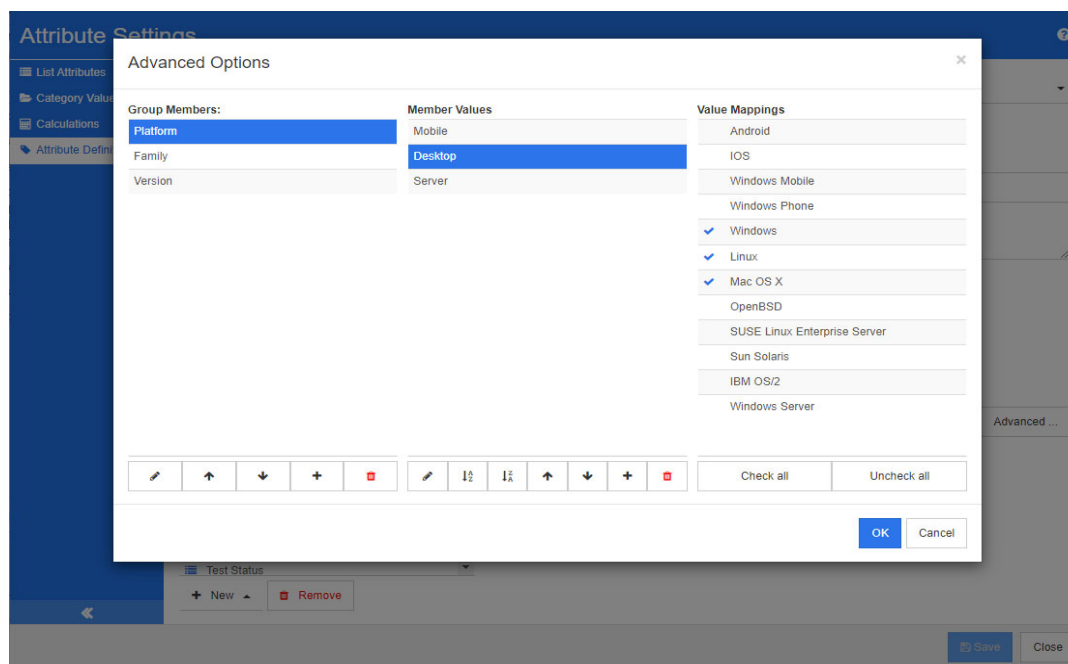 Attribute Settings
List Attributes
Category Value
Calculations
Attribute Defini
Advanced Options
×
Group Members:
Platform
Family
Version
Member Values
Mobile
Desktop
Server
Value Mappings
Android
IOS
Windows Mobile
Windows Phone
Windows
Linux
Mac OS X
OpenBSD
SUSE Linux Enterprise Server
Sun Solaris
IBM OS/2
Windows Server
Check all
Uncheck all
OK
Cancel
Advanced ...
Test Status
+ New
Remove
Save
Close